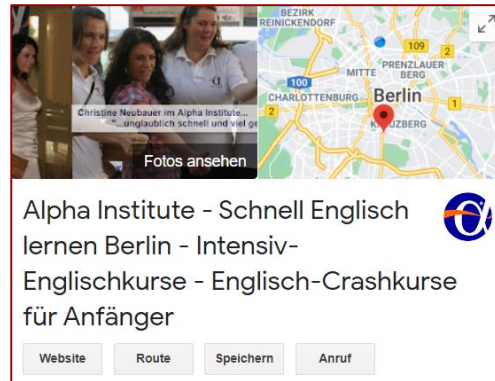 Christine Neubauer im Alpha Institute...
"...unglaublich schnell und viel ge
Fotos ansehen
BEZIRK
REINICKENDORF
109
2
PRENZLAUER
BERG
MITTE
100
CHARLOTTENBURG
Berlin
1
2
KREUZBERG
Alpha Institute - Schnell Englisch
lernen Berlin - Intensiv-
Englischkurse - Englisch-Crashkurse
für Anfänger
Website
Route
Speichern
Anruf